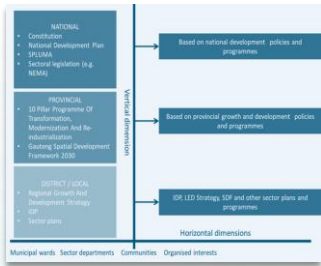 NATIONAL
• Constitution
• National Development Plan
• SPLUMA
• Sectoral legislation (e.g.
NEMA)
Based on national development policies and
programmes
PROVINCIAL
• 10 Pillar Programme Of
Transformation,
Modernization And Re-
industrialization
• Gauteng Spatial Development
Framework 2030
Based on provincial growth and development policies
and programmes
DISTRICT / LOCAL
• Regional Growth And
Development Strategy
• IDP
• Sector plans
IDP, LED Strategy, SDF and other sector plans and
programmes
Vertical dimension
Horizontal dimensions
Municipal wards Sector departments Communities Organised interests